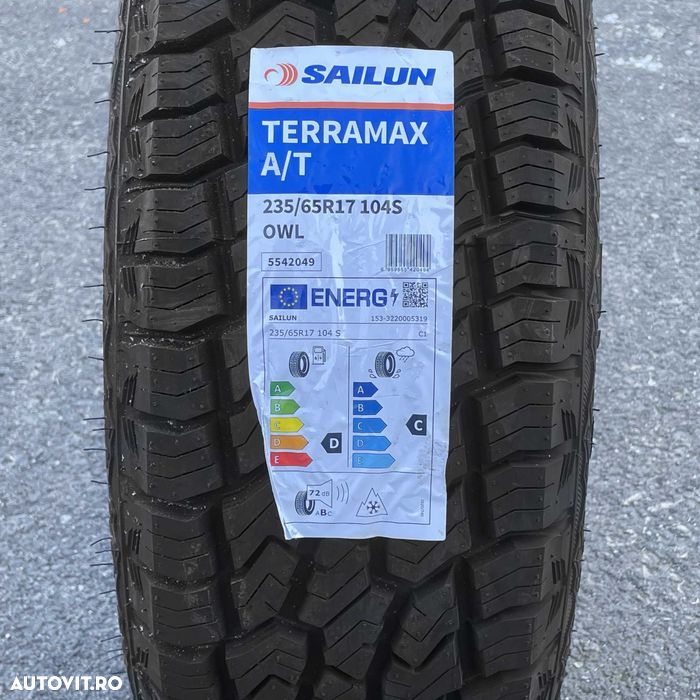 SAILUN
TERRAMAX
A/T
235/65R17 104S
OWL
5542049
ENERG
SAILUN
153-3220005319
235/65R17 104 S
C1
A
B
C
D
E
D
A
B
C
D
E
C
72 dB
ABC
AUTOVIT.RO